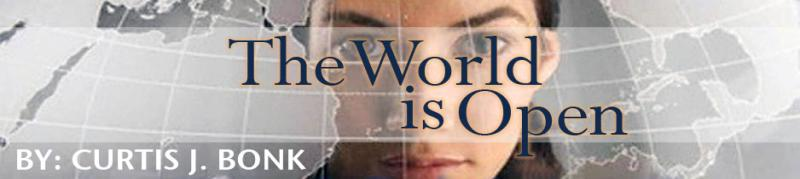 The World
is Open
BY: CURTIS J. BONK